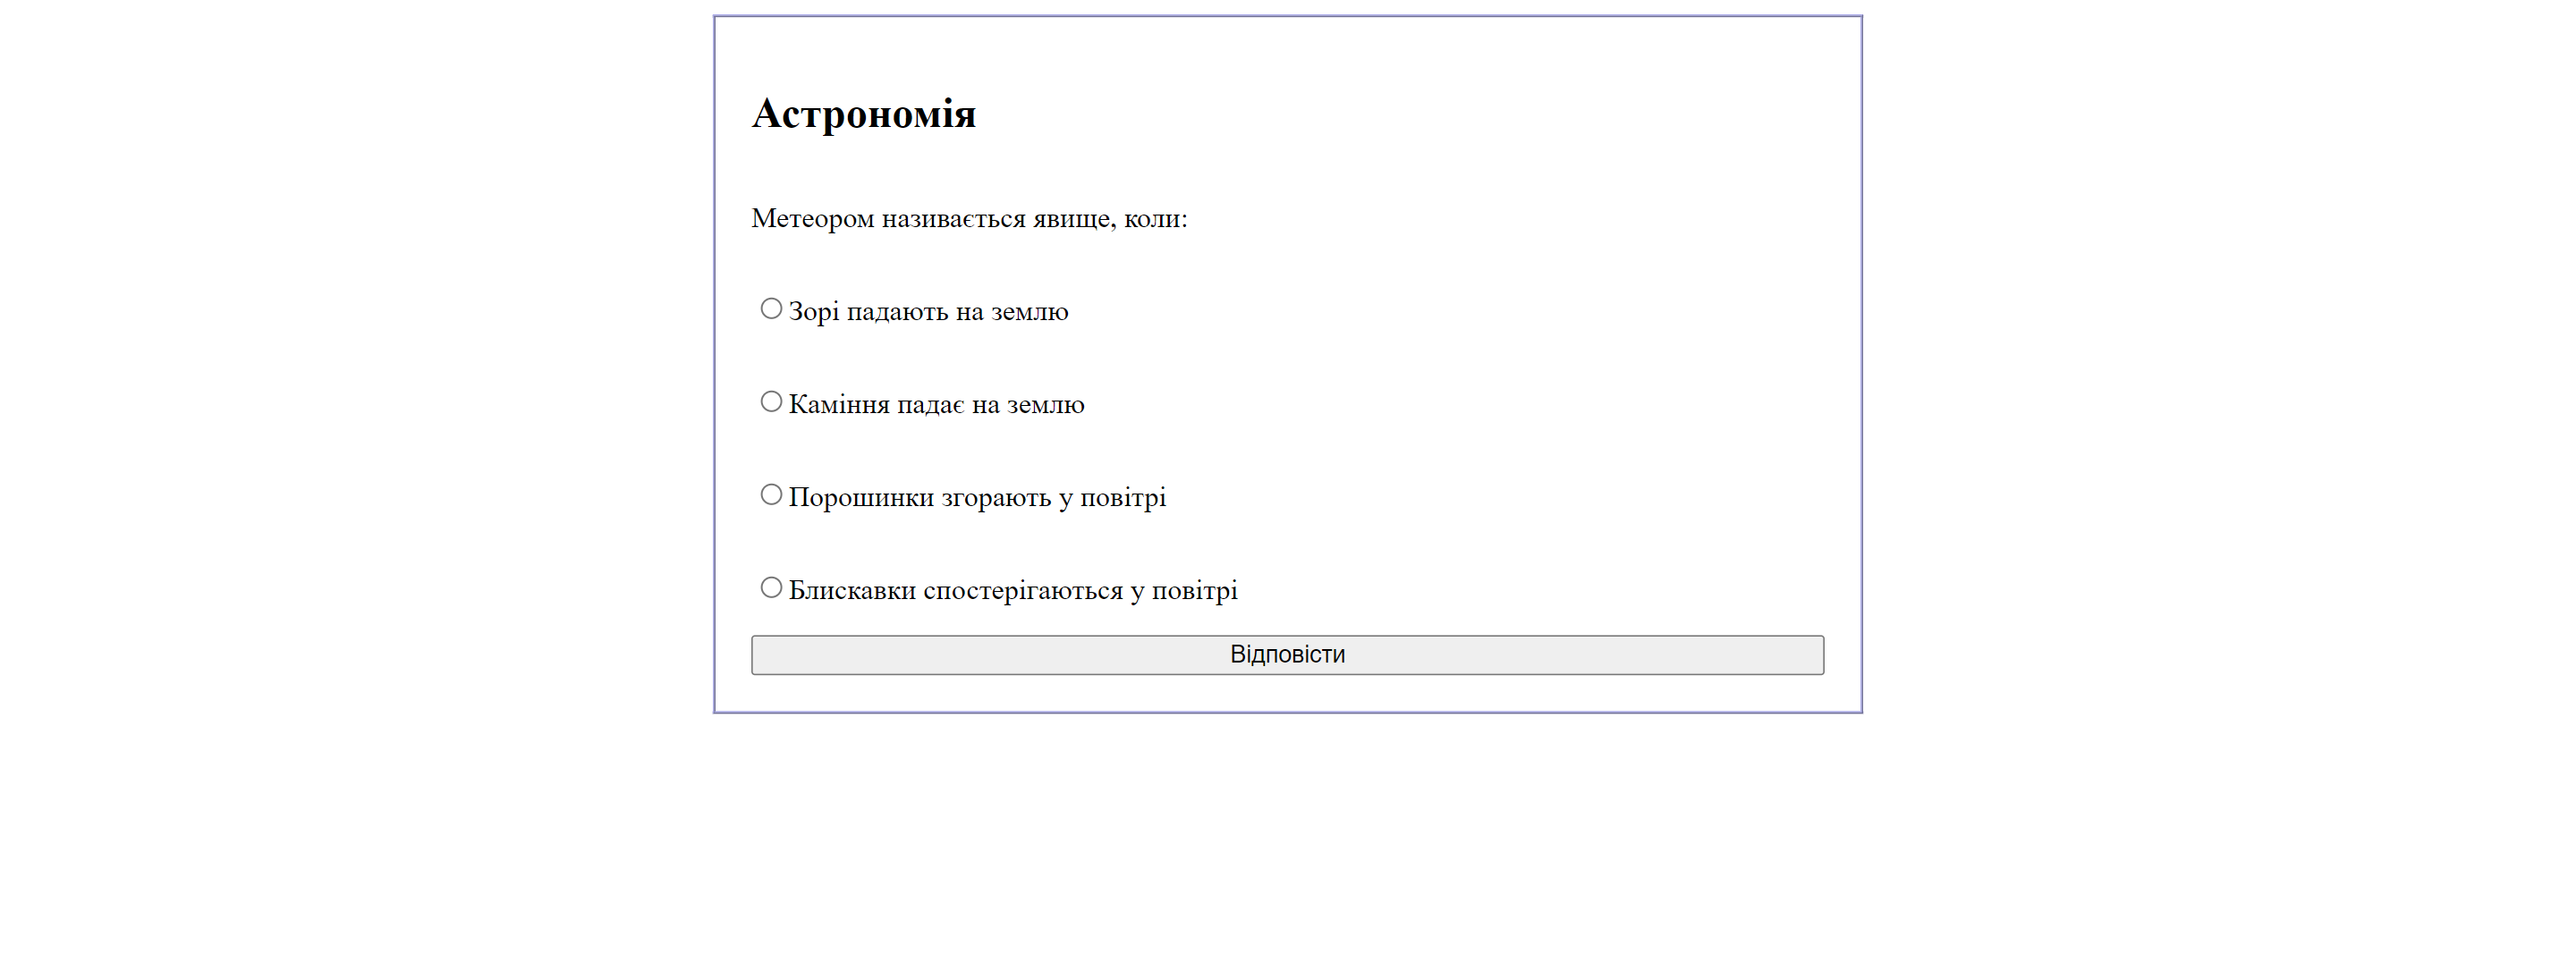 Астрономія
Метеором називається явище, коли:
Зорі падають на землю
Каміння падає на землю
Порошинки згорають у повітрі
Блискавки спостерігаються у повітрі
Відповісти